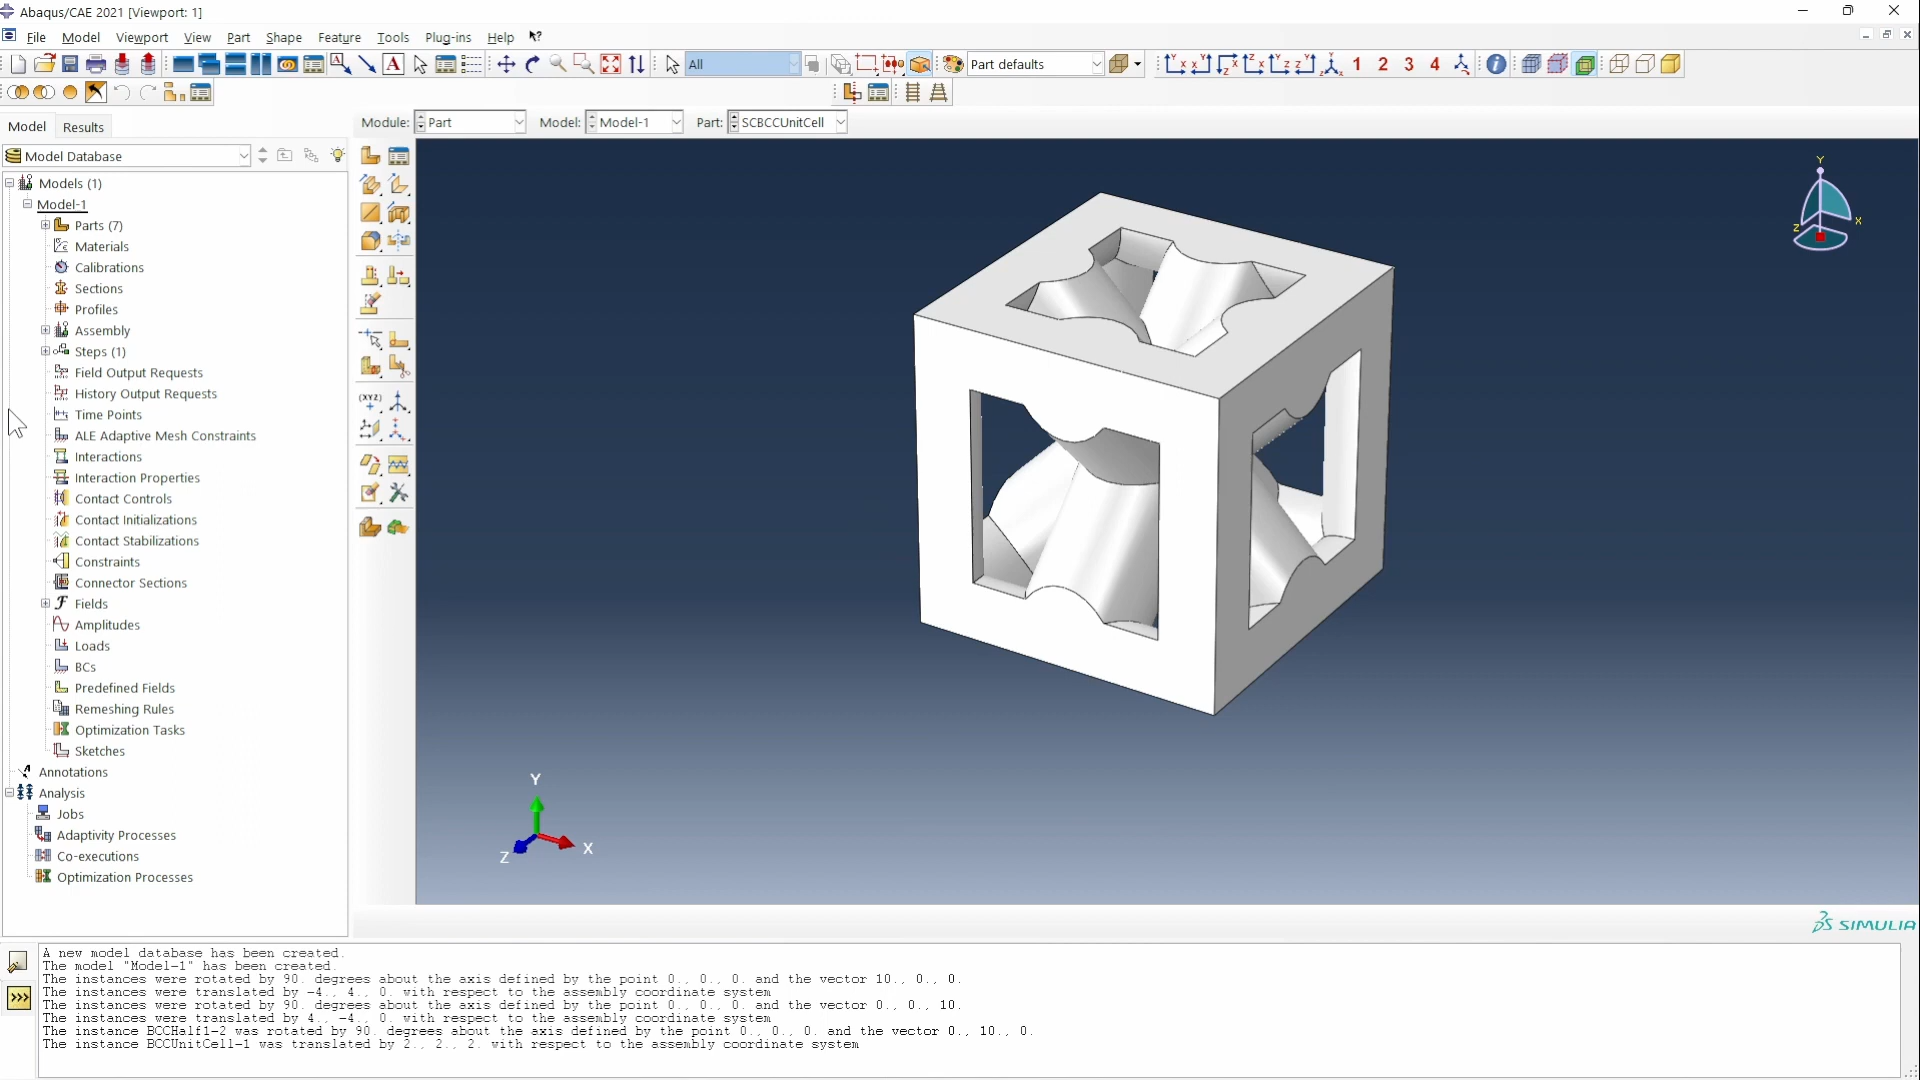 Abaqus/CAE 2021 [Viewport: 1]
File Model Viewport View Part Shape Feature Tools Plug-ins Help
All Part defaults 1 2 3 4
Model Results Module: Part Model: Model-1 Part: SCBCCUnitCell
Model Database
Models (1)
Model-1
Parts (7)
Materials
Calibrations
Sections
Profiles
Assembly
Steps (1)
Field Output Requests
History Output Requests
Time Points
ALE Adaptive Mesh Constraints
Interactions
Interaction Properties
Contact Controls
Contact Initializations
Contact Stabilizations
Constraints
Connector Sections
Fields
Amplitudes
Loads
BCs
Predefined Fields
Remeshing Rules
Optimization Tasks
Sketches
Annotations
Analysis
Jobs
Adaptivity Processes
Co-executions
Optimization Processes
(XYZ)
Y
X
Z
Y
X
Z
SIMULIA
A new model database has been created.
The model "Model-1" has been created.
The instances were rotated by 90. degrees about the axis defined by the point 0., 0., 0. and the vector 10., 0., 0.
The instances were translated by -4., 4., 0. with respect to the assembly coordinate system
The instances were rotated by 90. degrees about the axis defined by the point 0., 0., 0. and the vector 0., 0., 10.
The instances were translated by 4., -4., 0. with respect to the assembly coordinate system
The instance BCCHalf1-2 was rotated by 90. degrees about the axis defined by the point 0., 0., 0. and the vector 0., 10., 0.
The instance BCCUnitCell-1 was translated by 2., 2., 2. with respect to the assembly coordinate system